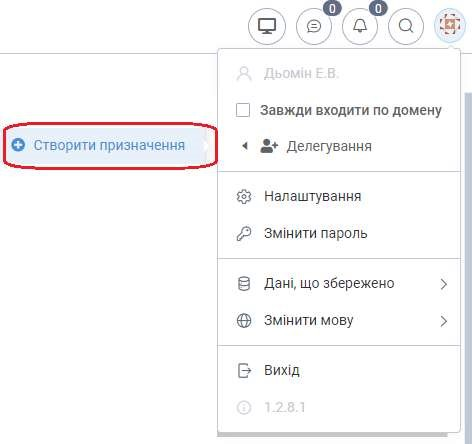 0
0
Дьомін Е.В.
Завжди входити по домену
Створити призначення
Делегування
Налаштування
Змінити пароль
Дані, що збережено
Змінити мову
Вихід
1.2.8.1